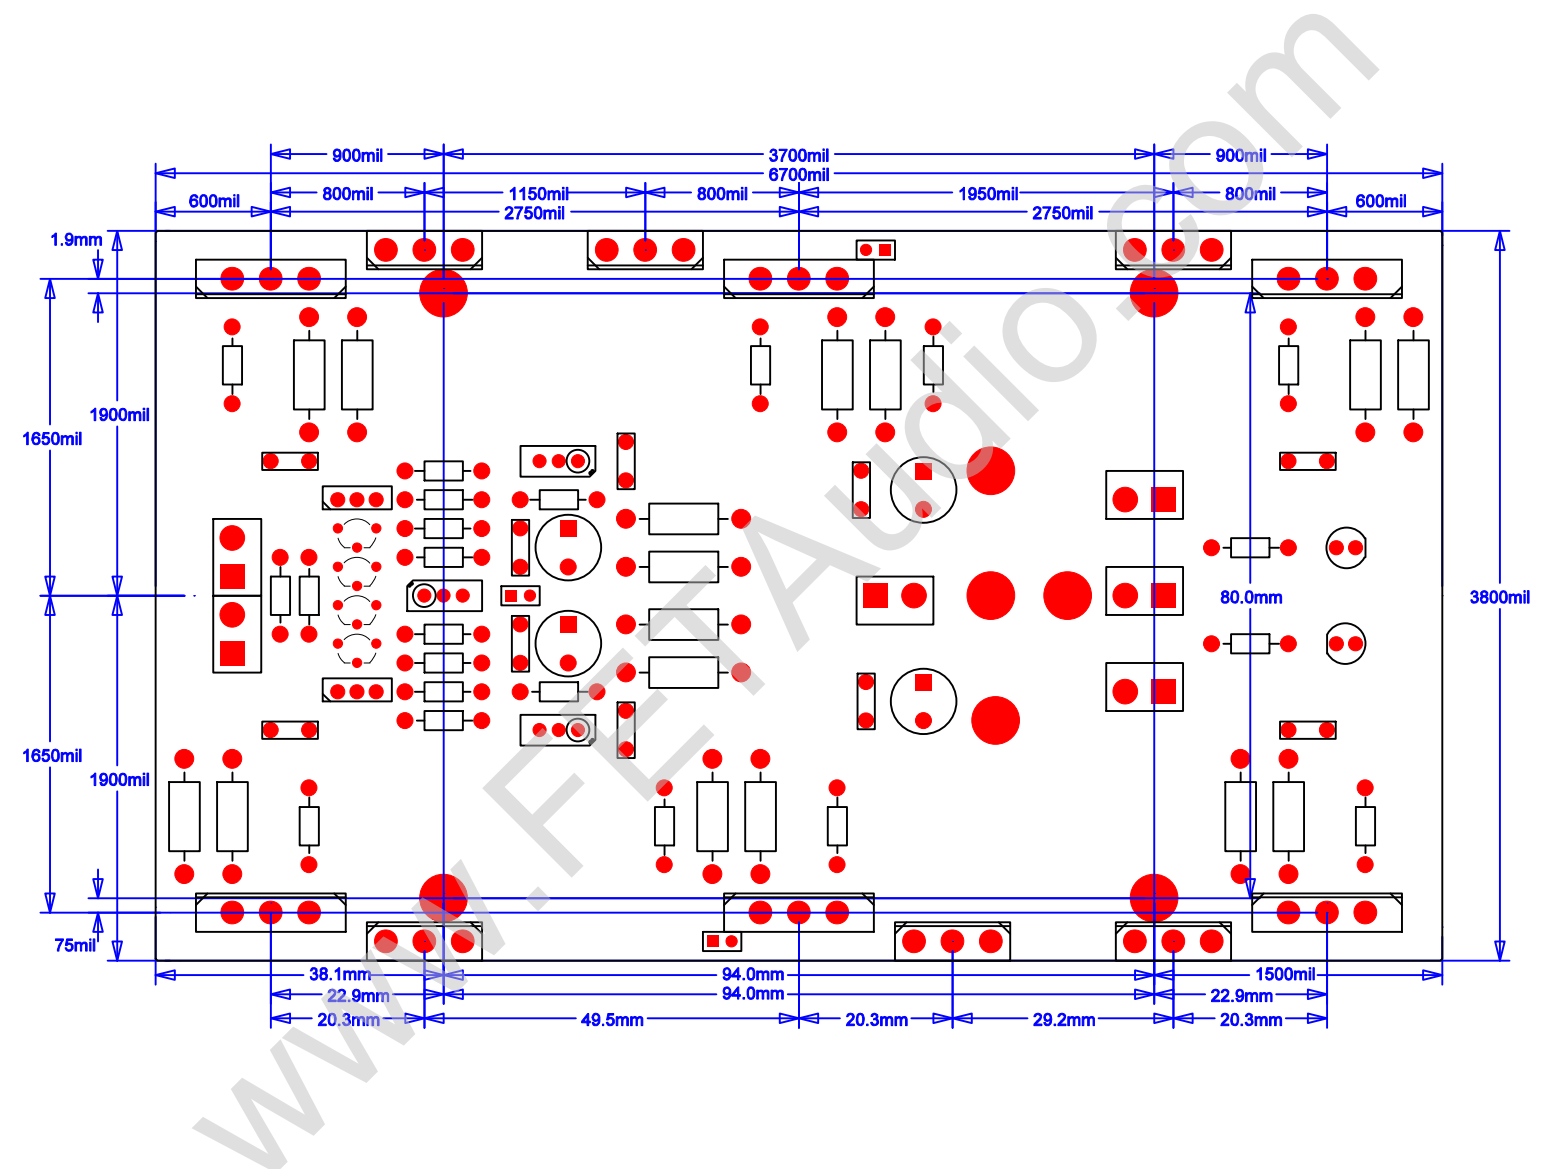 900mil 3700mil 900mil
6700mil
800mil 1150mil 800mil 1950mil 800mil
600mil 2750mil 2750mil 600mil
1.9mm
1900mil
1650mil
80.0mm 3800mil
1650mil
1900mil
75mil
38.1mm 94.0mm 1500mil
22.9mm 94.0mm 22.9mm
20.3mm 49.5mm 20.3mm 29.2mm 20.3mm
www.FETAudio.com